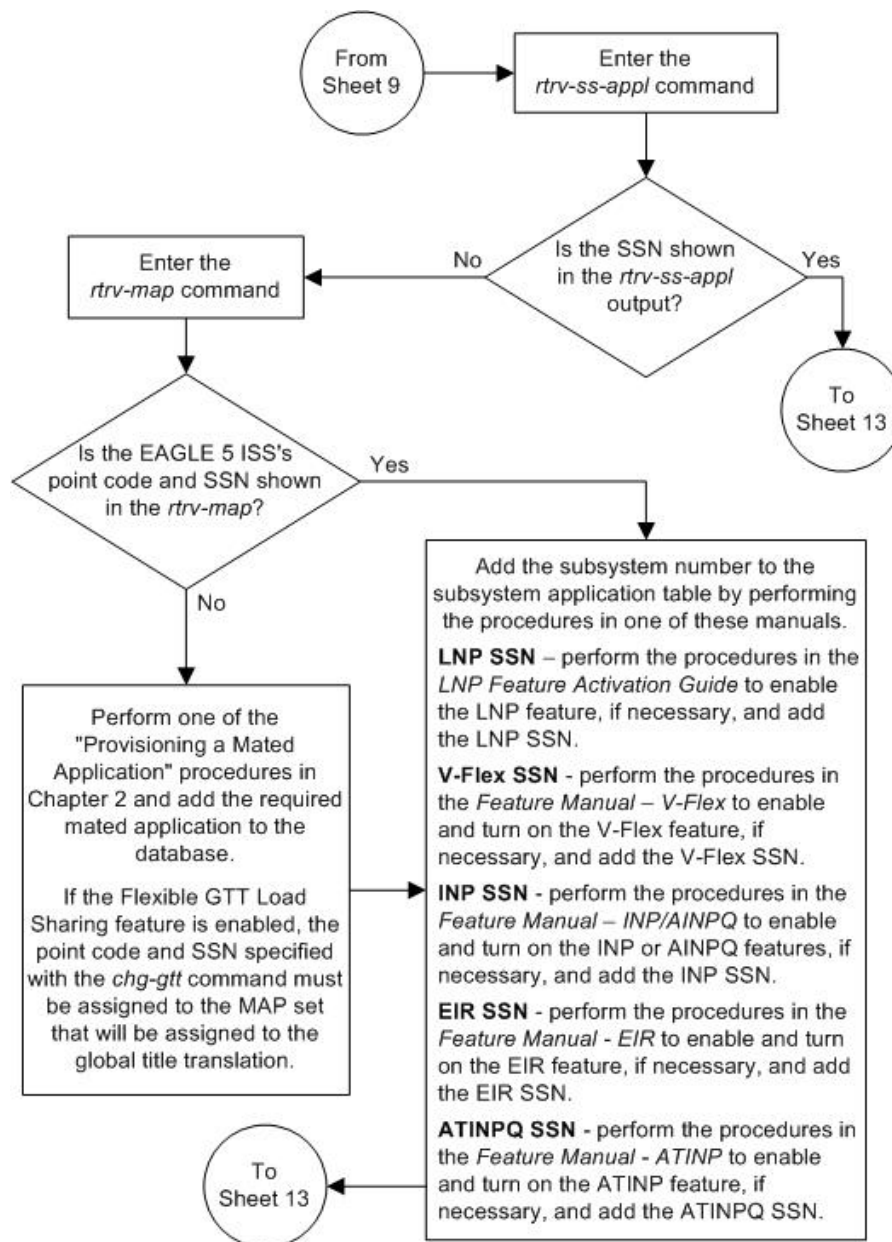 From
Sheet 9
Enter the
rtrv-ss-appl command
Is the SSN shown
in the rtrv-ss-appl
output?
No
Yes
Enter the
rtrv-map command
To
Sheet 13
Is the EAGLE 5 ISS's
point code and SSN shown
in the rtrv-map?
Yes
No
Perform one of the
"Provisioning a Mated
Application" procedures in
Chapter 2 and add the required
mated application to the
database.
If the Flexible GTT Load
Sharing feature is enabled, the
point code and SSN specified
with the chg-gtt command must
be assigned to the MAP set
that will be assigned to the
global title translation.
Add the subsystem number to the
subsystem application table by performing
the procedures in one of these manuals.
LNP SSN – perform the procedures in the
LNP Feature Activation Guide to enable
the LNP feature, if necessary, and add
the LNP SSN.
V-Flex SSN - perform the procedures in
the Feature Manual – V-Flex to enable
and turn on the V-Flex feature, if
necessary, and add the V-Flex SSN.
INP SSN - perform the procedures in the
Feature Manual – INP/AINPQ to enable
and turn on the INP or AINPQ features, if
necessary, and add the INP SSN.
EIR SSN - perform the procedures in the
Feature Manual - EIR to enable and turn
on the EIR feature, if necessary, and add
the EIR SSN.
ATINPQ SSN - perform the procedures in
the Feature Manual - ATINP to enable
and turn on the ATINP feature, if
necessary, and add the ATINPQ SSN.
To
Sheet 13